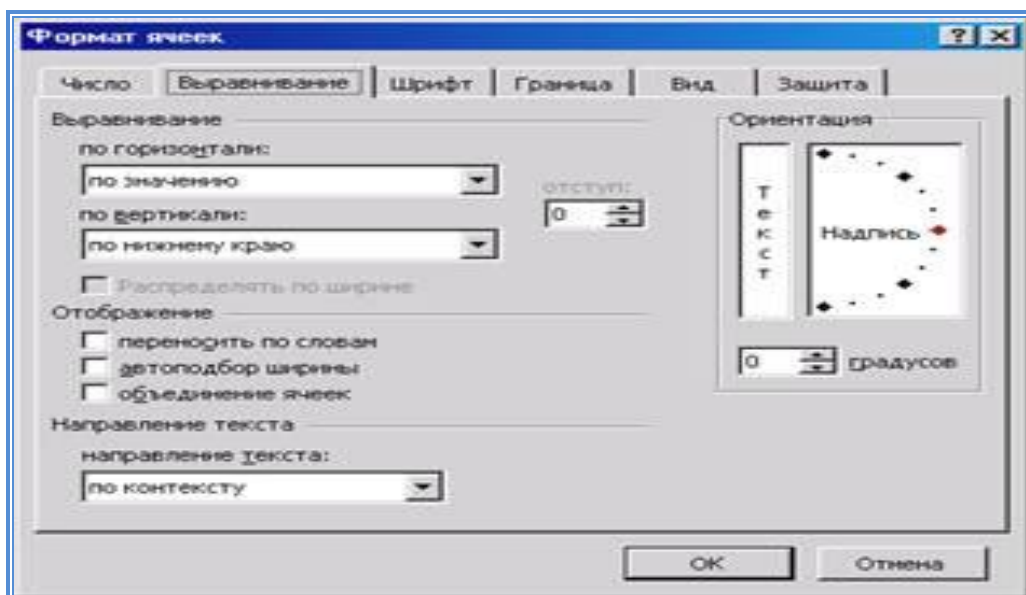 Формат ячеек
Число Выравнивание Шрифт Граница Вид Защита
Выравнивание
по горизонтали:
по значению
отступ:
0
по вертикали:
по нижнему краю
Распределять по ширине
Отображение
переносить по словам
автоподбор ширины
объединение ячеек
Направление текста
направление текста:
по контексту
Ориентация
Текст
Надпись
0 градусов
ОК Отмена